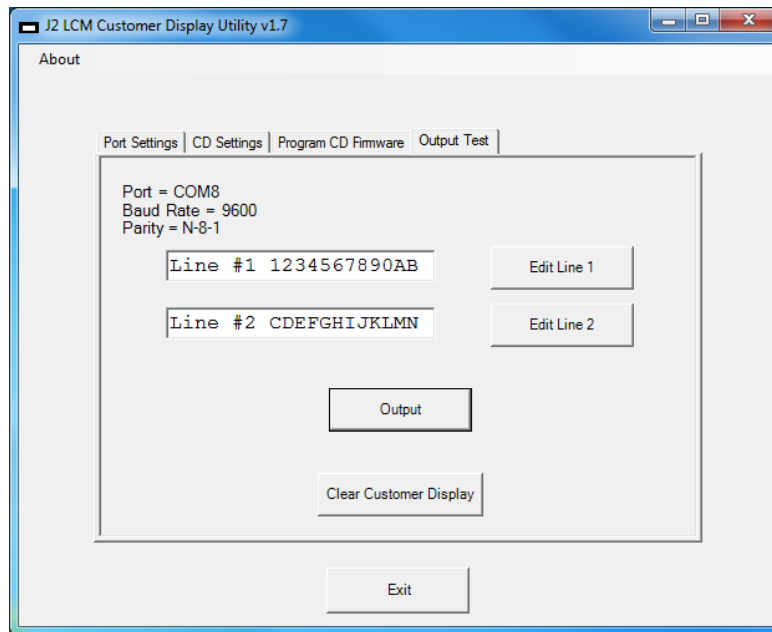 J2 LCM Customer Display Utility v1.7
About
Port Settings
CD Settings
Program CD Firmware
Output Test
Port = COM8
Baud Rate = 9600
Parity = N-8-1
Line #1 1234567890AB
Edit Line 1
Line #2 CDEFGHIJKLMN
Edit Line 2
Output
Clear Customer Display
Exit